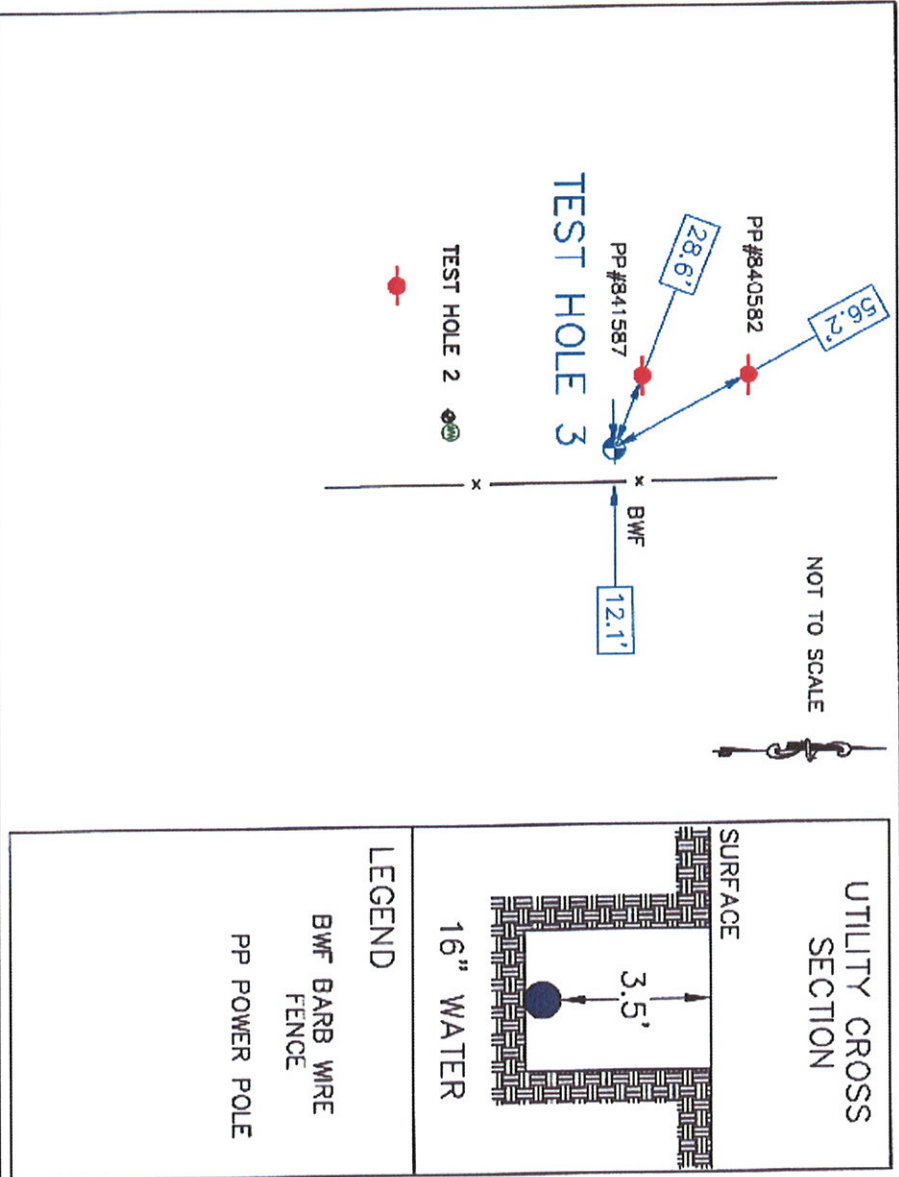 NOT TO SCALE
56.2'
PP#840582
28.6'
PP#841587
BWF
12.1'
TEST HOLE 3
TEST HOLE 2
UTILITY CROSS
SECTION
SURFACE
3.5'
16" WATER
LEGEND
BWF BARB WIRE
FENCE
PP POWER POLE